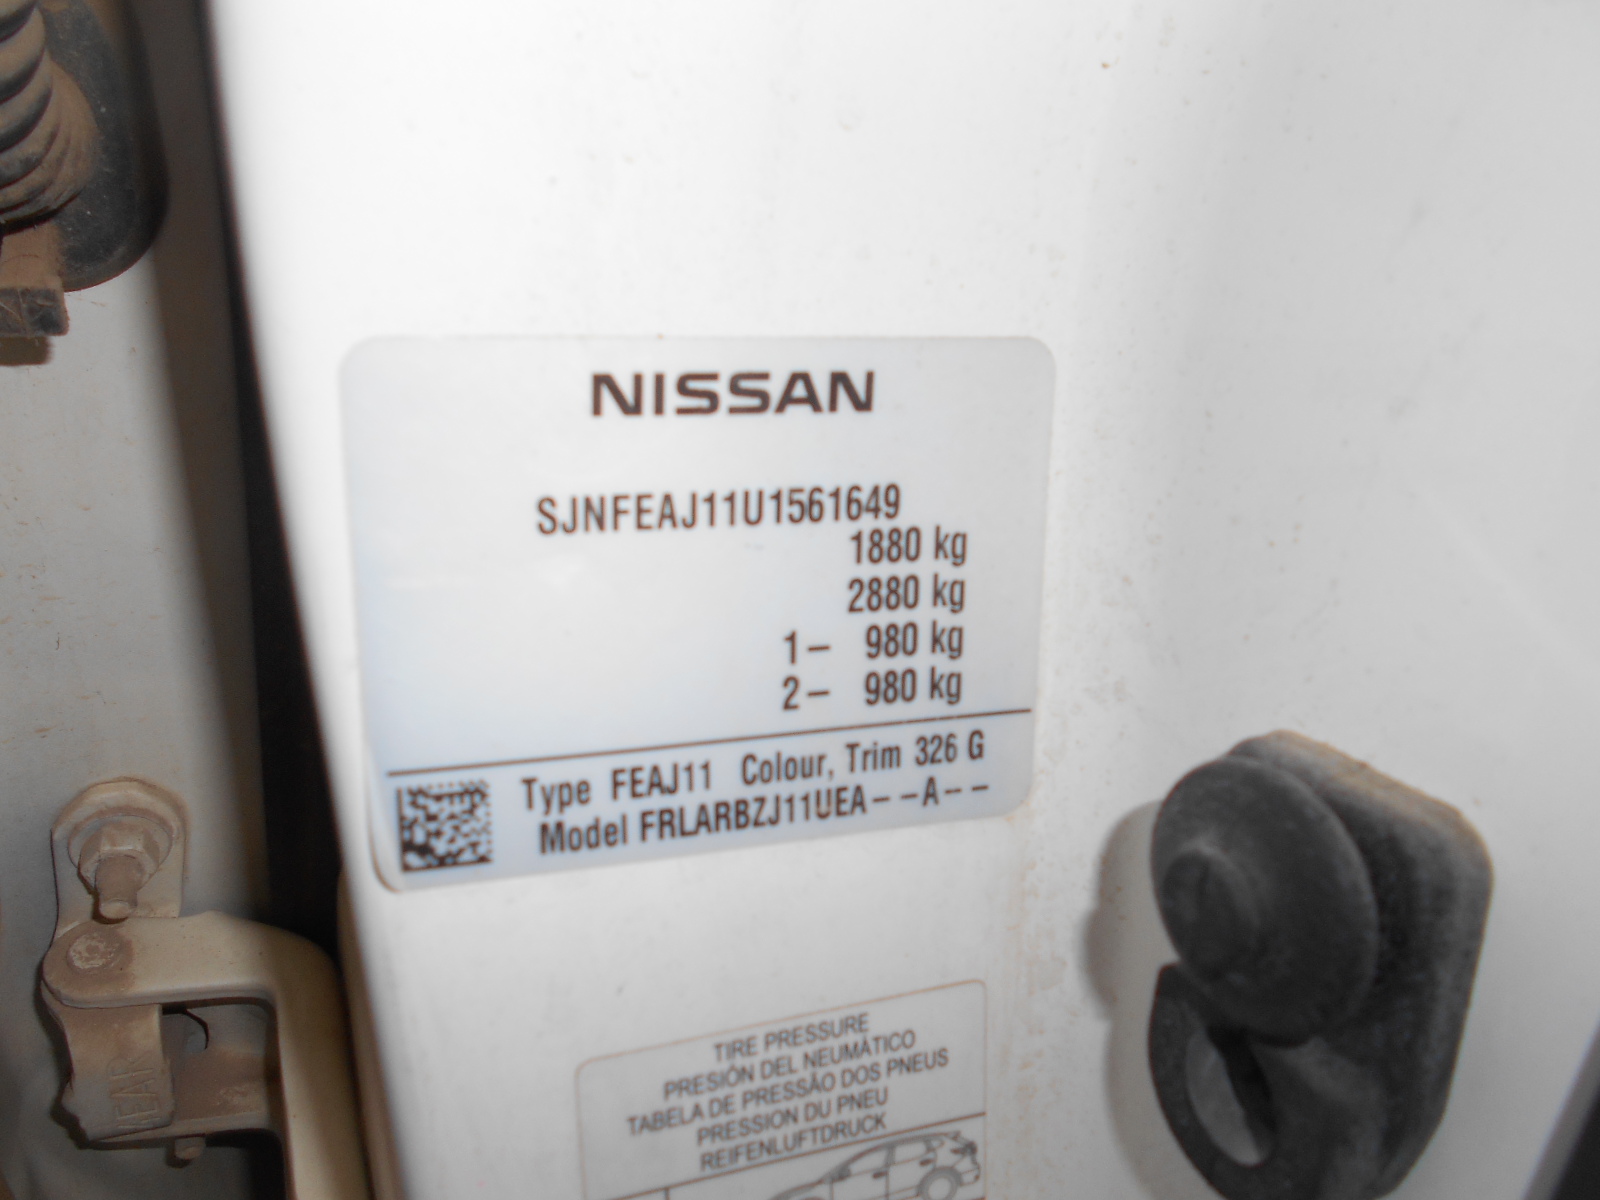 NISSAN
SJNFEAJ11U1561649
1880 kg
2880 kg
1– 980 kg
2– 980 kg
Type FEAJ11 Colour, Trim 326 G
Model FRLARBZJ11UEA– –A– –
TIRE PRESSURE
PRESIÓN DEL NEUMÁTICO
TABELA DE PRESSÃO DOS PNEUS
PRESSION DU PNEU
REIFENLUFTDRUCK